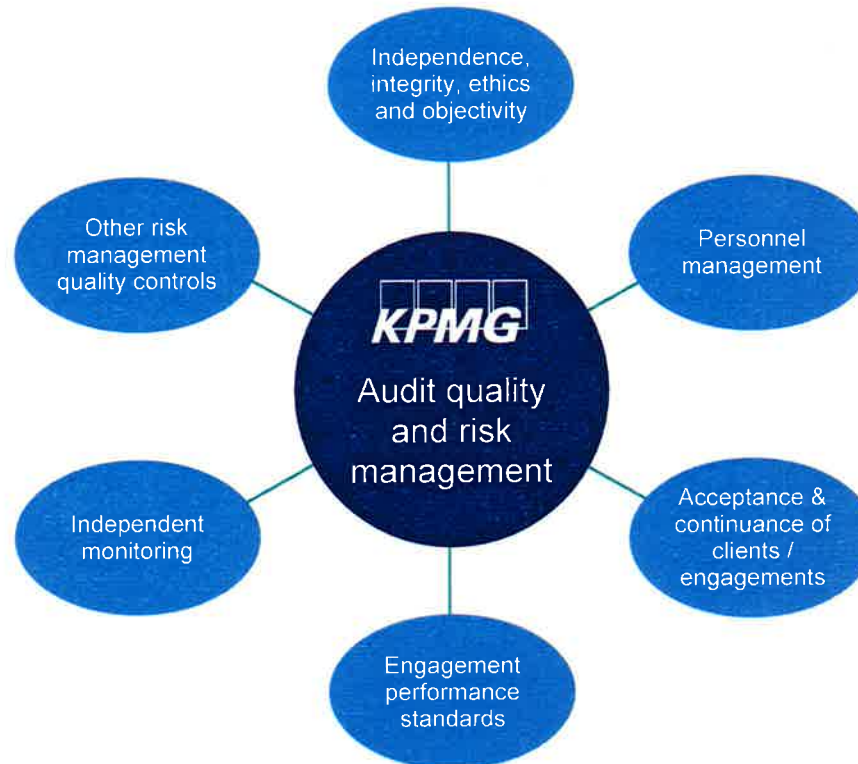 Independence,
integrity, ethics
and objectivity
Other risk
management
quality controls
Personnel
management
KPMG
Audit quality
and risk
management
Independent
monitoring
Acceptance &
continuance of
clients /
engagements
Engagement
performance
standards